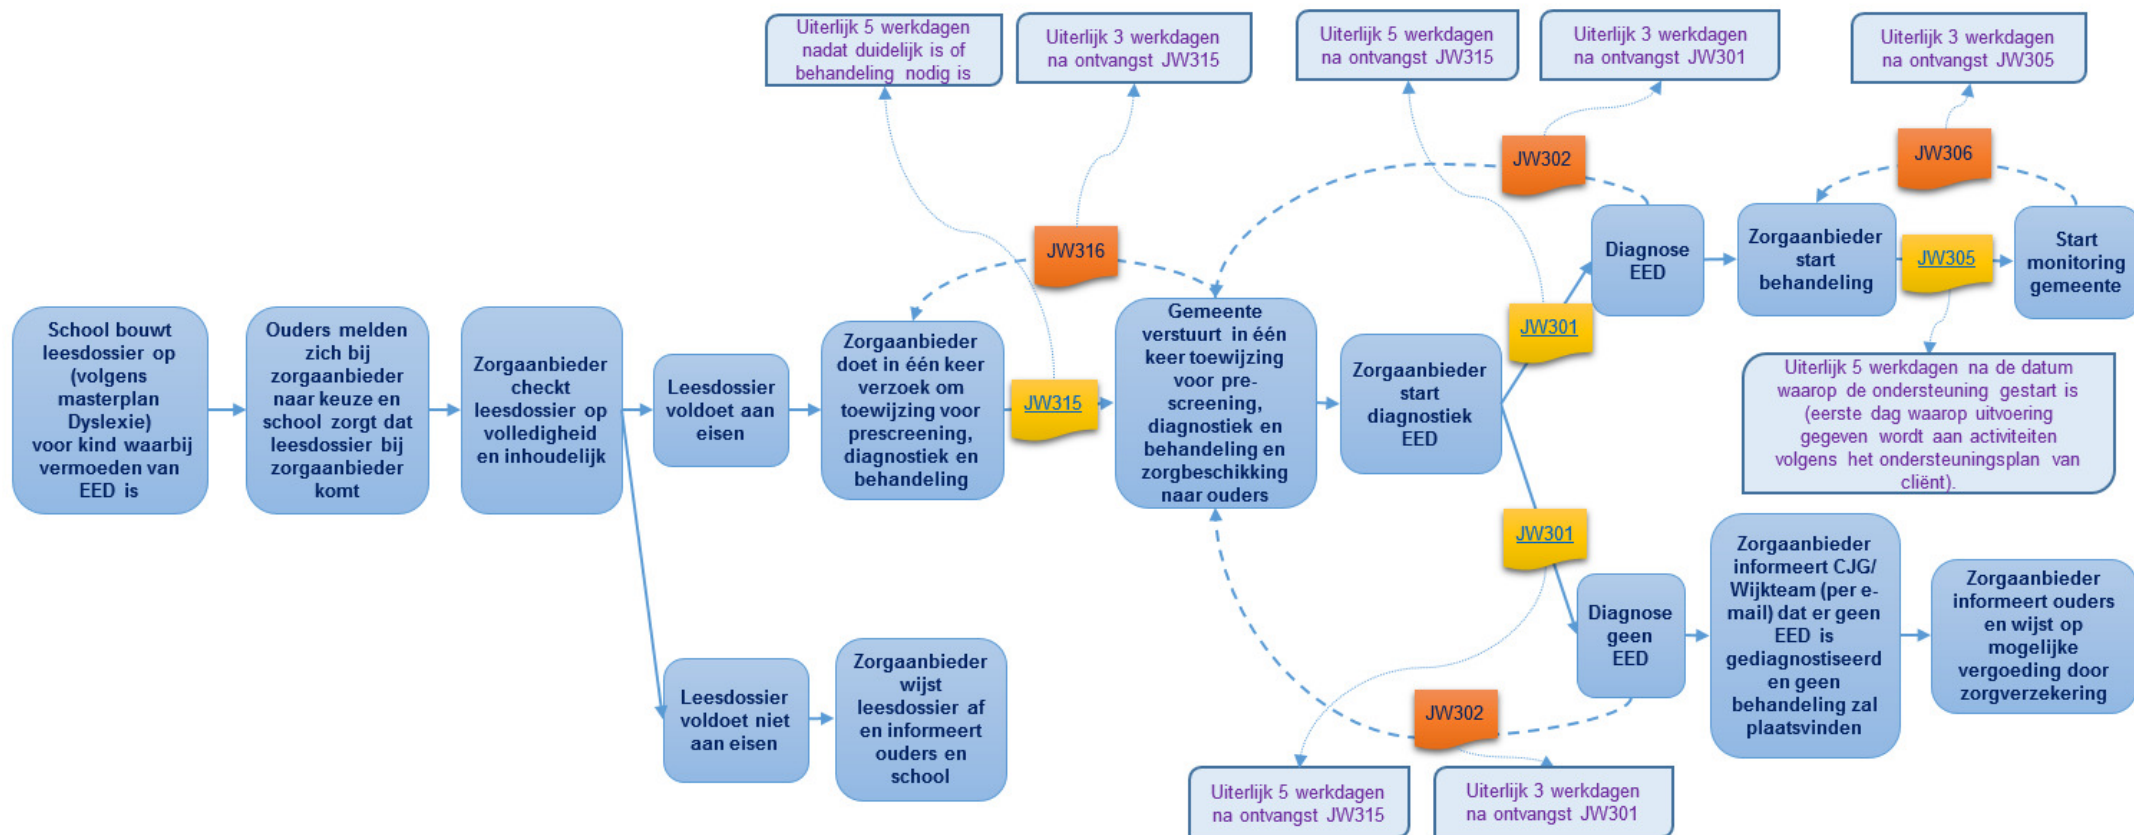 Uiterlijk 5 werkdagen
nadat duidelijk is of
behandeling nodig is
Uiterlijk 3 werkdagen
na ontvangst JW315
Uiterlijk 5 werkdagen
na ontvangst JW315
Uiterlijk 3 werkdagen
na ontvangst JW301
Uiterlijk 3 werkdagen
na ontvangst JW305
JW302
JW306
JW316
School bouwt
leesdossier op
(volgens
masterplan
Dyslexie)
voor kind waarbij
vermoeden van
EED is
Ouders melden
zich bij
zorgaanbieder
naar keuze en
school zorgt dat
leesdossier bij
zorgaanbieder
komt
Zorgaanbieder
checkt
leesdossier op
volledigheid
en inhoudelijk
Leesdossier
voldoet aan
eisen
Zorgaanbieder
doet in één keer
verzoek om
toewijzing voor
prescreening,
diagnostiek en
behandeling
JW315
Gemeente
verstuurt in één
keer toewijzing
voor pre-
screening,
diagnostiek en
behandeling en
zorgbeschikking
naar ouders
Zorgaanbieder
start
diagnostiek
EED
JW301
Diagnose
EED
Zorgaanbieder
start
behandeling
JW305
Start
monitoring
gemeente
Uiterlijk 5 werkdagen na de datum
waarop de ondersteuning gestart is
(eerste dag waarop uitvoering
gegeven wordt aan activiteiten
volgens het ondersteuningsplan van
cliënt).
JW301
Diagnose
geen
EED
Zorgaanbieder
informeert CJG/
Wijkteam (per e-
mail) dat er geen
EED is
gediagnostiseerd
en geen
behandeling zal
plaatsvinden
Zorgaanbieder
informeert ouders
en wijst op
mogelijke
vergoeding door
zorgverzekering
Leesdossier
voldoet niet
aan eisen
Zorgaanbieder
wijst
leesdossier af
en informeert
ouders en
school
JW302
Uiterlijk 5 werkdagen
na ontvangst JW315
Uiterlijk 3 werkdagen
na ontvangst JW301